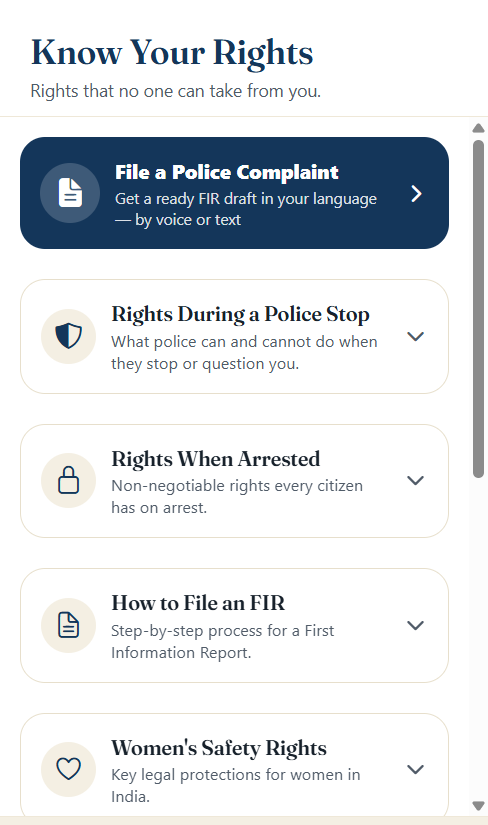 Know Your Rights
Rights that no one can take from you.
File a Police Complaint
Get a ready FIR draft in your language
— by voice or text
Rights During a Police Stop
What police can and cannot do when
they stop or question you.
Rights When Arrested
Non-negotiable rights every citizen
has on arrest.
How to File an FIR
Step-by-step process for a First
Information Report.
Women's Safety Rights
Key legal protections for women in
India.